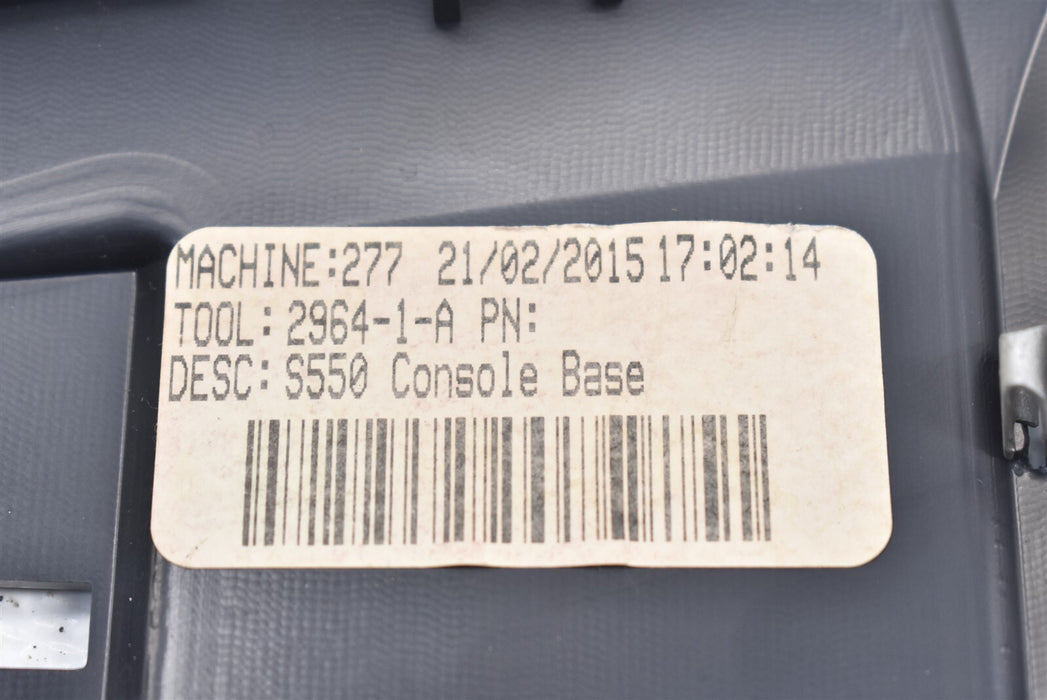 MACHINE:277 21/02/2015 17:02:14
TOOL: 2964-1-A PN:
DESC: S550 Console Base